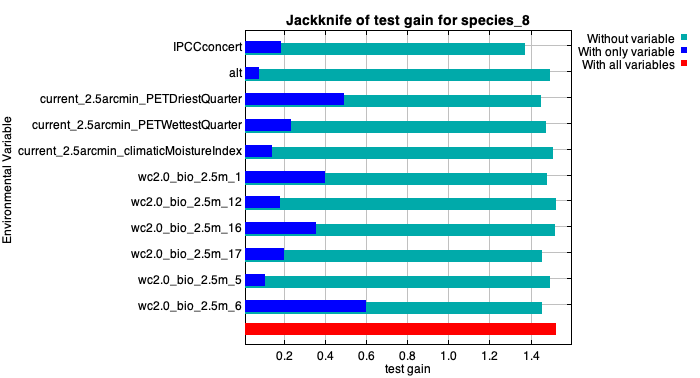 Jackknife of test gain for species_8
Without variable
With only variable
With all variables
Environmental Variable
IPCCconcert
alt
current_2.5arcmin_PETDriestQuarter
current_2.5arcmin_PETWettestQuarter
current_2.5arcmin_climaticMoistureIndex
wc2.0_bio_2.5m_1
wc2.0_bio_2.5m_12
wc2.0_bio_2.5m_16
wc2.0_bio_2.5m_17
wc2.0_bio_2.5m_5
wc2.0_bio_2.5m_6
0.2 0.4 0.6 0.8 1.0 1.2 1.4
test gain